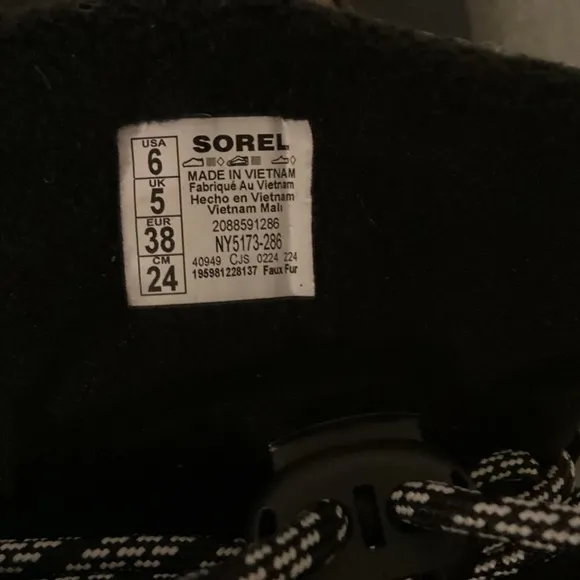 SOREL
USA
6
UK
5
EUR
38
CM
24
MADE IN VIETNAM
Fabriqué Au Vietnam
Hecho en Vietnam
Vietnam Mali
2088591286
NY5173-286
40949 CJS 0224 Z24
195981228137 Faux Fur